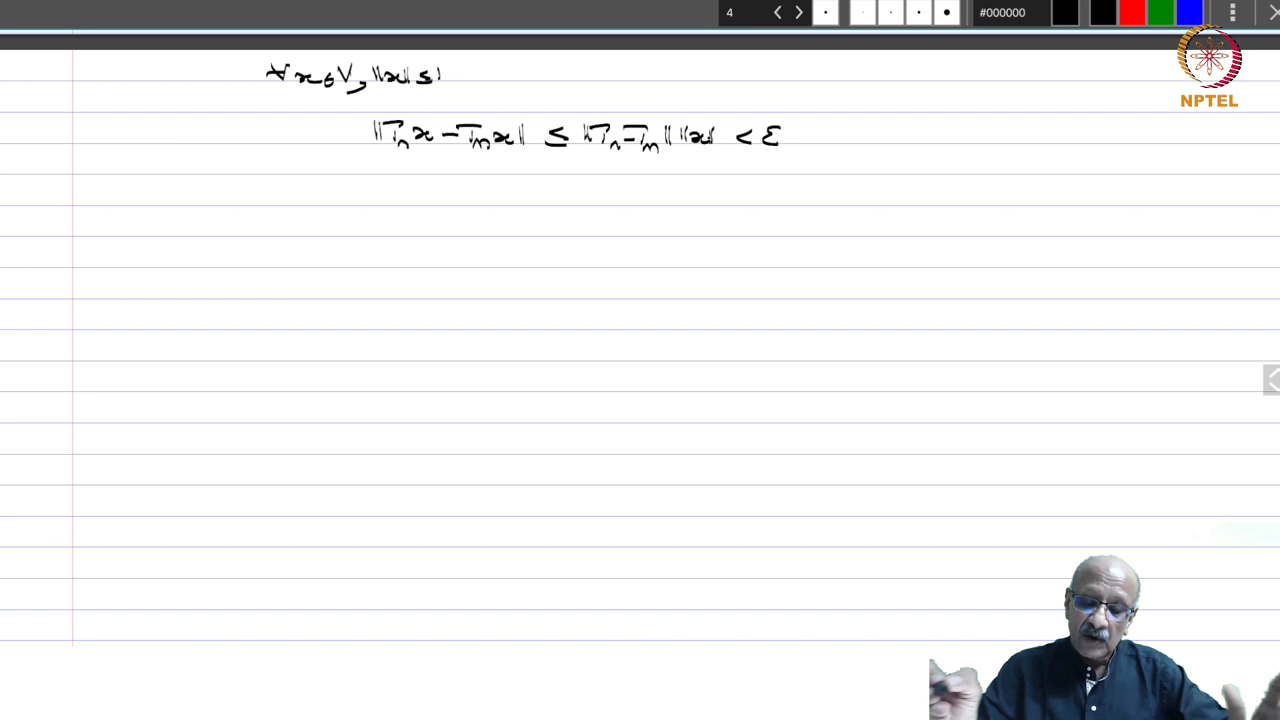 4 #000000
NPTEL
∀ x ∈ V, ‖x‖ ≤ 1
‖Tₙx − Tₘx‖ ≤ ‖Tₙ − Tₘ‖ ‖x‖ < ε